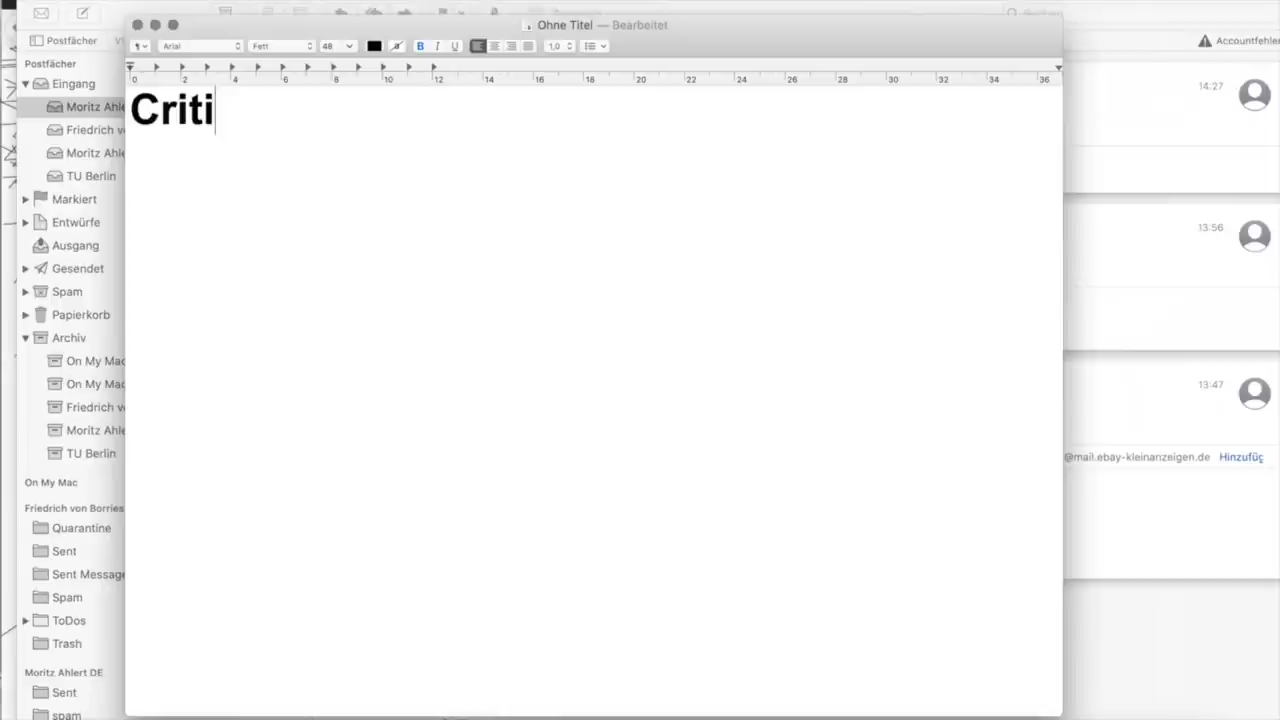 Ohne Titel — Bearbeitet
Arial
Fett
48
B
I
U
1,0
0 2 4 6 8 10 12 14 16 18 20 22 24 26 28 30 32 34 36
Criti
Postfächer
Accountfehler
Postfächer
Eingang
Moritz Ahle
Friedrich v
Moritz Ahle
TU Berlin
Markiert
Entwürfe
Ausgang
Gesendet
Spam
Papierkorb
Archiv
On My Mac
On My Mac
Friedrich vo
Moritz Ahle
TU Berlin
On My Mac
Friedrich von Borries
Quarantine
Sent
Sent Message
Spam
ToDos
Trash
Moritz Ahlert DE
Sent
spam
14:27
13:56
13:47
@mail.ebay-kleinanzeigen.de Hinzufüg